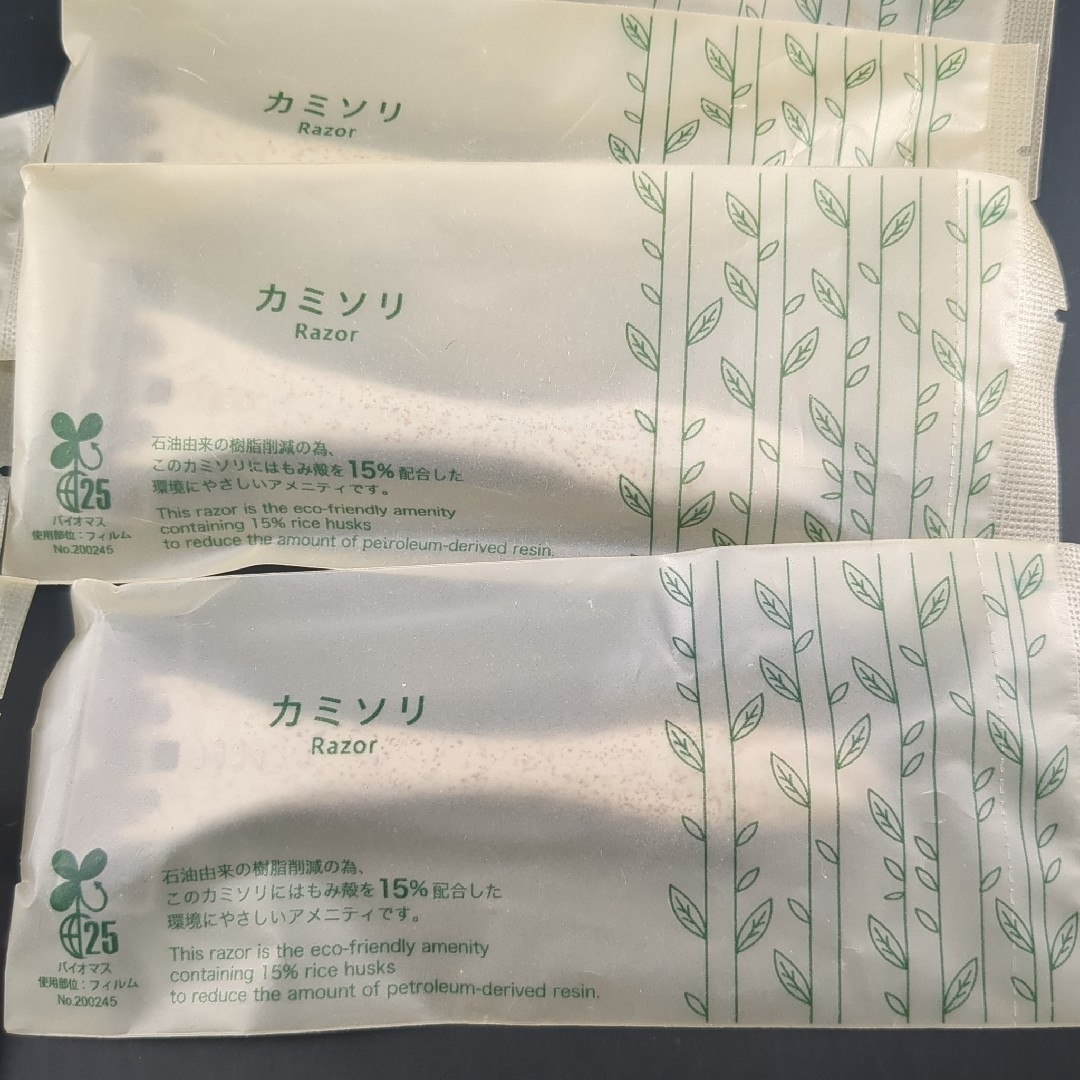 カミソリ
Razor
カミソリ
Razor
石油由来の樹脂削減の為、
このカミソリにはもみ殻を15%配合した
環境にやさしいアメニティです。
This razor is the eco-friendly amenity
containing 15% rice husks
to reduce the amount of petroleum-derived resin.
25
バイオマス
使用部位：フィルム
No.200245
カミソリ
Razor
石油由来の樹脂削減の為、
このカミソリにはもみ殻を15%配合した
環境にやさしいアメニティです。
This razor is the eco-friendly amenity
containing 15% rice husks
to reduce the amount of petroleum-derived resin.
25
バイオマス
使用部位：フィルム
No.200245